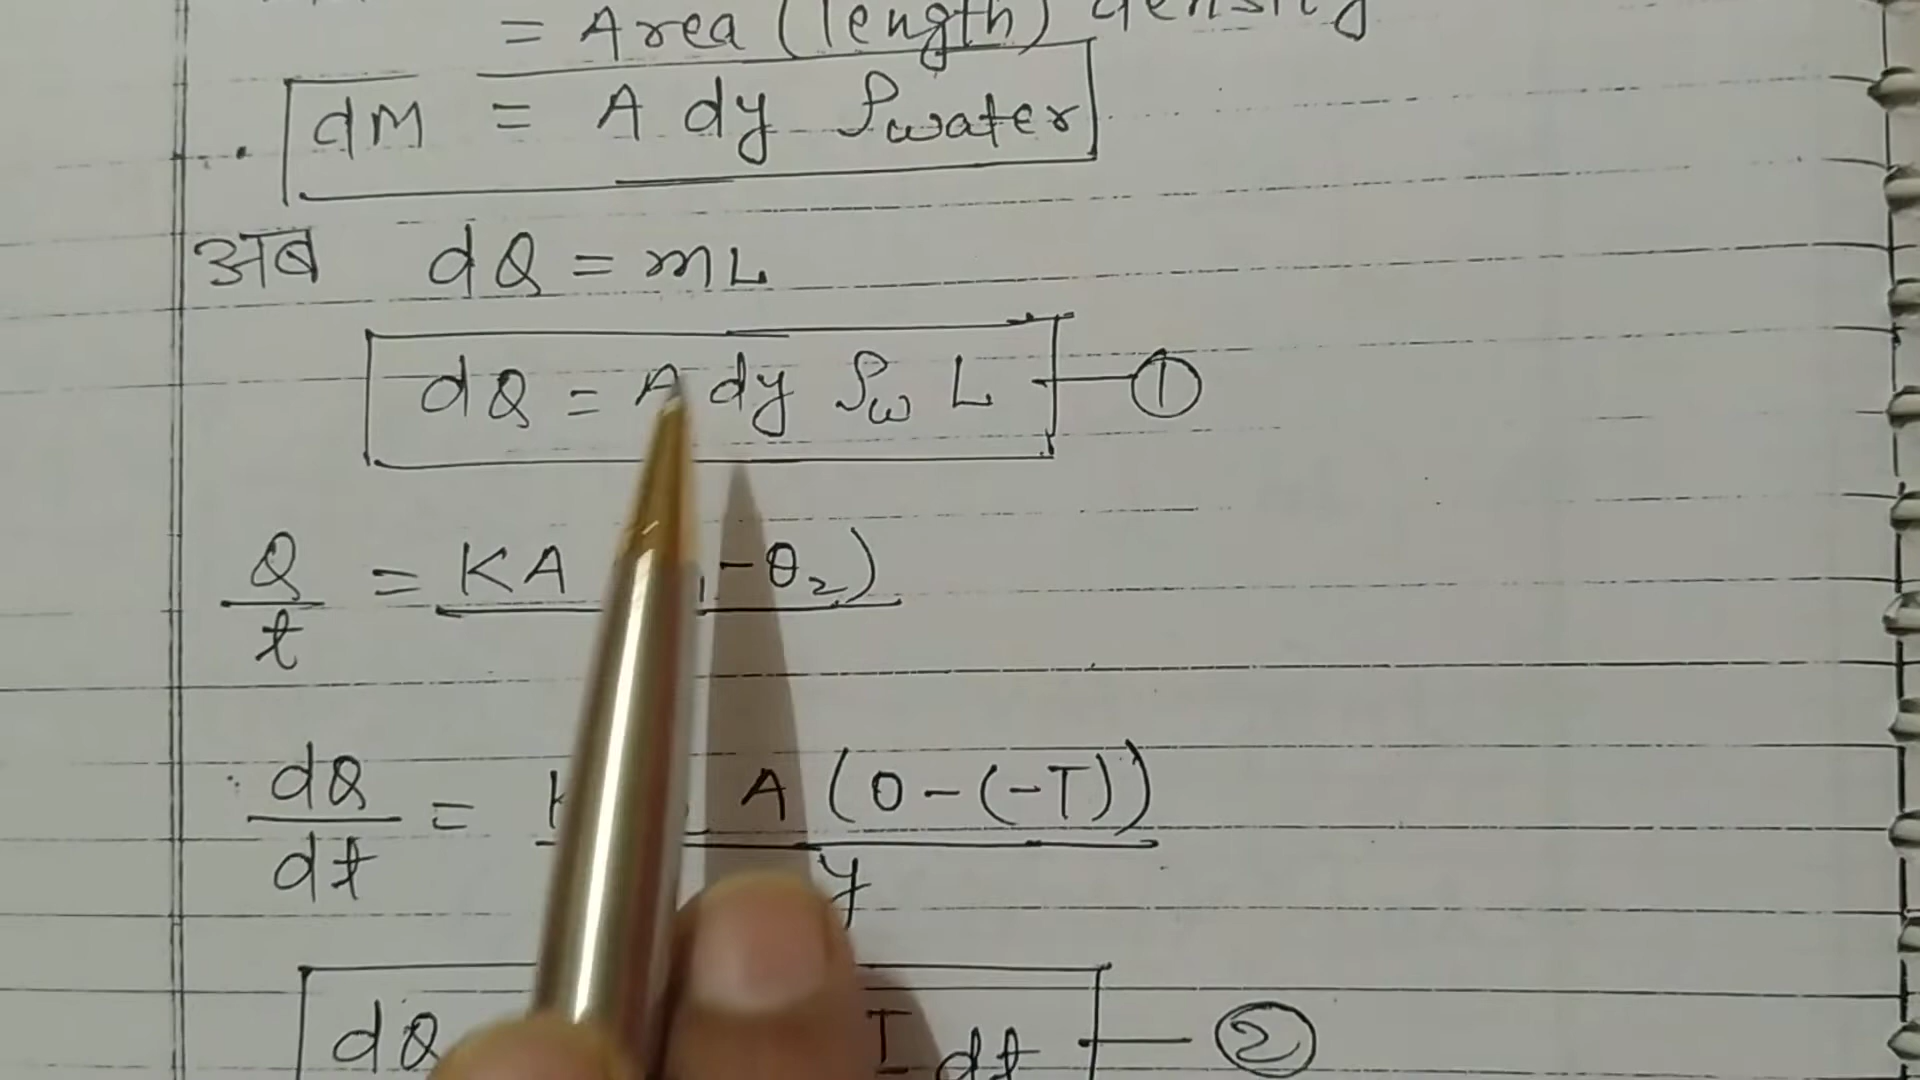 = Area (length) density
dM = A dy ρwater
अब dQ = mL
dQ = A dy ρω L — ①
Q/t = KA 1-θ2)
dQ/dt = K A (0-(-T))/y
dQ T dt — ②